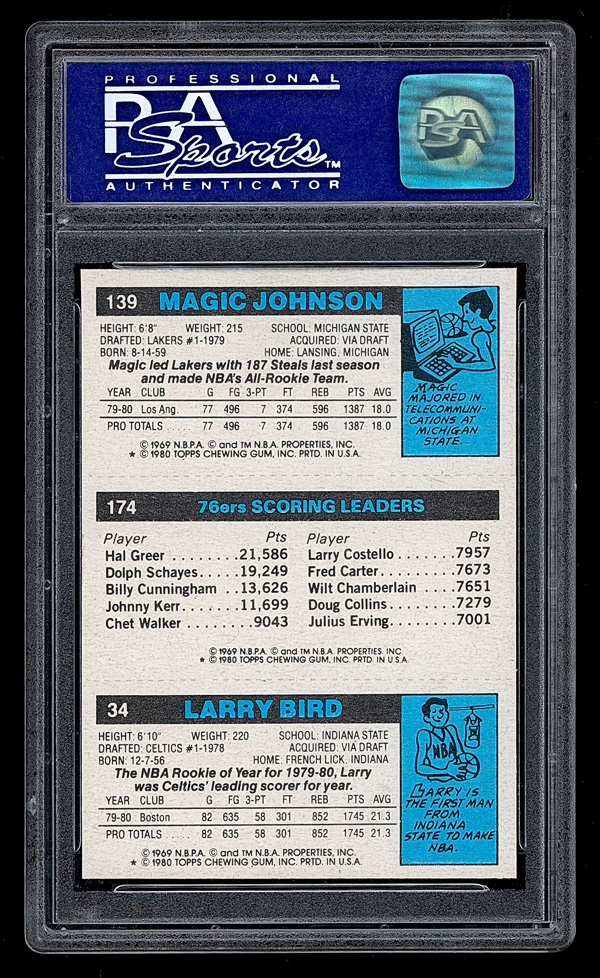 PROFESSIONAL
PSA
Sports™
AUTHENTICATOR
PSA
139 MAGIC JOHNSON
HEIGHT: 6'8" WEIGHT: 215 SCHOOL: MICHIGAN STATE
DRAFTED: LAKERS #1-1979 ACQUIRED: VIA DRAFT
BORN: 8-14-59 HOME: LANSING, MICHIGAN
Magic led Lakers with 187 Steals last season
and made NBA's All-Rookie Team.
YEAR CLUB G FG 3-PT FT REB PTS AVG
79-80 Los Ang. 77 496 7 374 596 1387 18.0
PRO TOTALS ..... 77 496 7 374 596 1387 18.0
© 1969 N.B.P.A. © and TM N.B.A. PROPERTIES, INC.
★ © 1980 TOPPS CHEWING GUM, INC. PRTD. IN U.S.A.
MAGIC
MAJORED IN
TELECOMMUNI-
CATIONS AT
MICHIGAN
STATE.
174 76ers SCORING LEADERS
Player Pts Player Pts
Hal Greer ........21,586 Larry Costello .......7957
Dolph Schayes.....19,249 Fred Carter..........7673
Billy Cunningham ..13,626 Wilt Chamberlain ....7651
Johnny Kerr.......11,699 Doug Collins.........7279
Chet Walker ........9043 Julius Erving.........7001
© 1969 N.B.P.A. © and TM N.B.A. PROPERTIES. INC.
★ © 1980 TOPPS CHEWING GUM, INC. PRTD. IN U.S.A.
34 LARRY BIRD
HEIGHT: 6'10" WEIGHT: 220 SCHOOL: INDIANA STATE
DRAFTED: CELTICS #1-1978 ACQUIRED: VIA DRAFT
BORN: 12-7-56 HOME: FRENCH LICK, INDIANA
The NBA Rookie of Year for 1979-80, Larry
was Celtics' leading scorer for year.
YEAR CLUB G FG 3-PT FT REB PTS AVG
79-80 Boston 82 635 58 301 852 1745 21.3
PRO TOTALS ..... 82 635 58 301 852 1745 21.3
© 1969 N.B.P.A. © and TM N.B.A. PROPERTIES, INC.
★ © 1980 TOPPS CHEWING GUM, INC. PRTD. IN U.S.A.
NBA
LARRY IS
THE FIRST MAN
FROM
INDIANA
STATE TO MAKE
NBA.